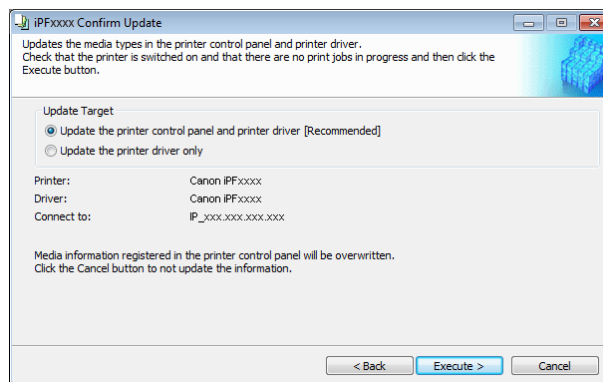 iPFxxxx Confirm Update
Updates the media types in the printer control panel and printer driver.
Check that the printer is switched on and that there are no print jobs in progress and then click the
Execute button.
Update Target
Update the printer control panel and printer driver [Recommended]
Update the printer driver only
Printer: Canon iPFxxxx
Driver: Canon iPFxxxx
Connect to: IP_xxx.xxx.xxx.xxx
Media information registered in the printer control panel will be overwritten.
Click the Cancel button to not update the information.
< Back Execute > Cancel